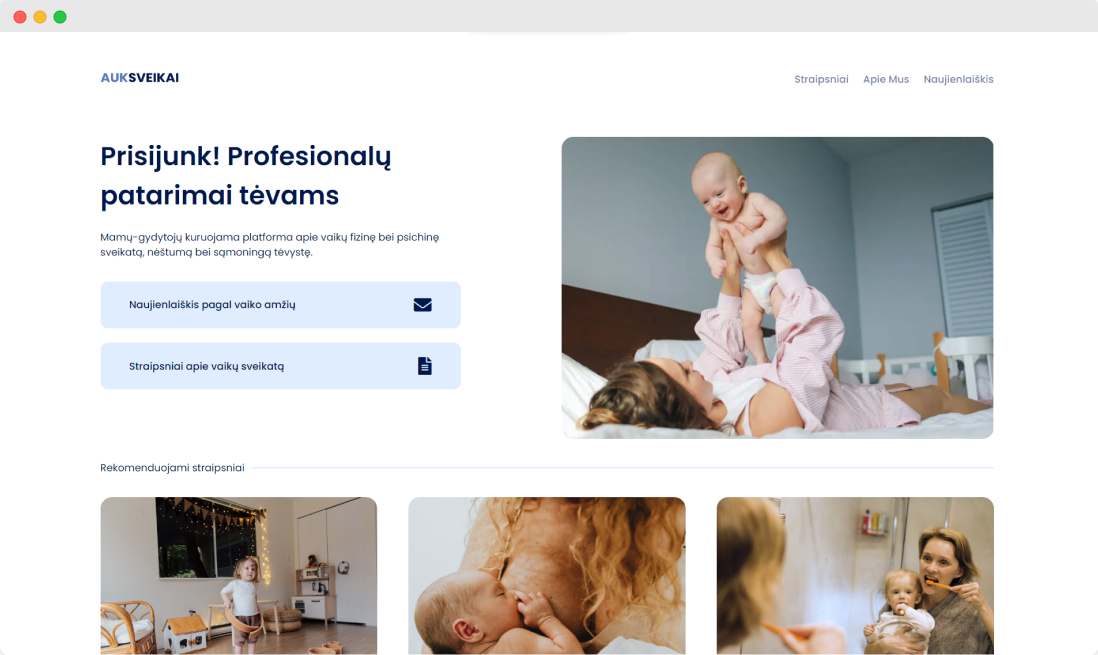 AUKSVEIKAI
Straipsniai
Apie Mus
Naujienlaiškis
Prisijunk! Profesionalų
patarimai tėvams
Mamų-gydytojų kuruojama platforma apie vaikų fizinę bei psichinę
sveikatą, nėštumą bei sąmoningą tėvystę.
Naujienlaiškis pagal vaiko amžių
Straipsniai apie vaikų sveikatą
Rekomenduojami straipsniai